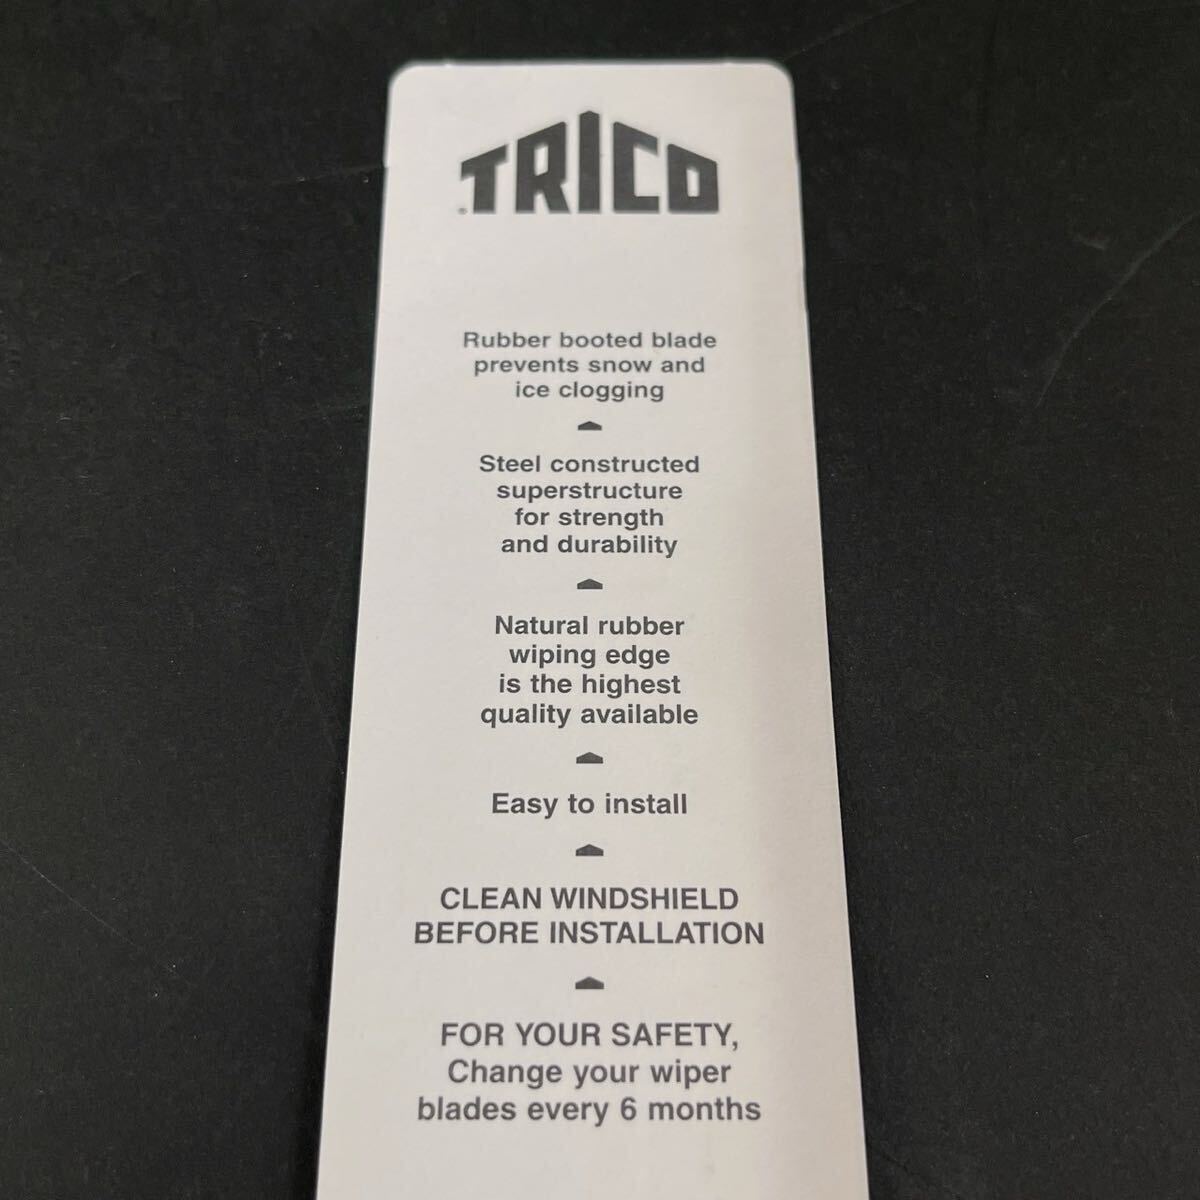 TRICO
®
Rubber booted blade
prevents snow and
ice clogging
Steel constructed
superstructure
for strength
and durability
Natural rubber
wiping edge
is the highest
quality available
Easy to install
CLEAN WINDSHIELD
BEFORE INSTALLATION
FOR YOUR SAFETY,
Change your wiper
blades every 6 months